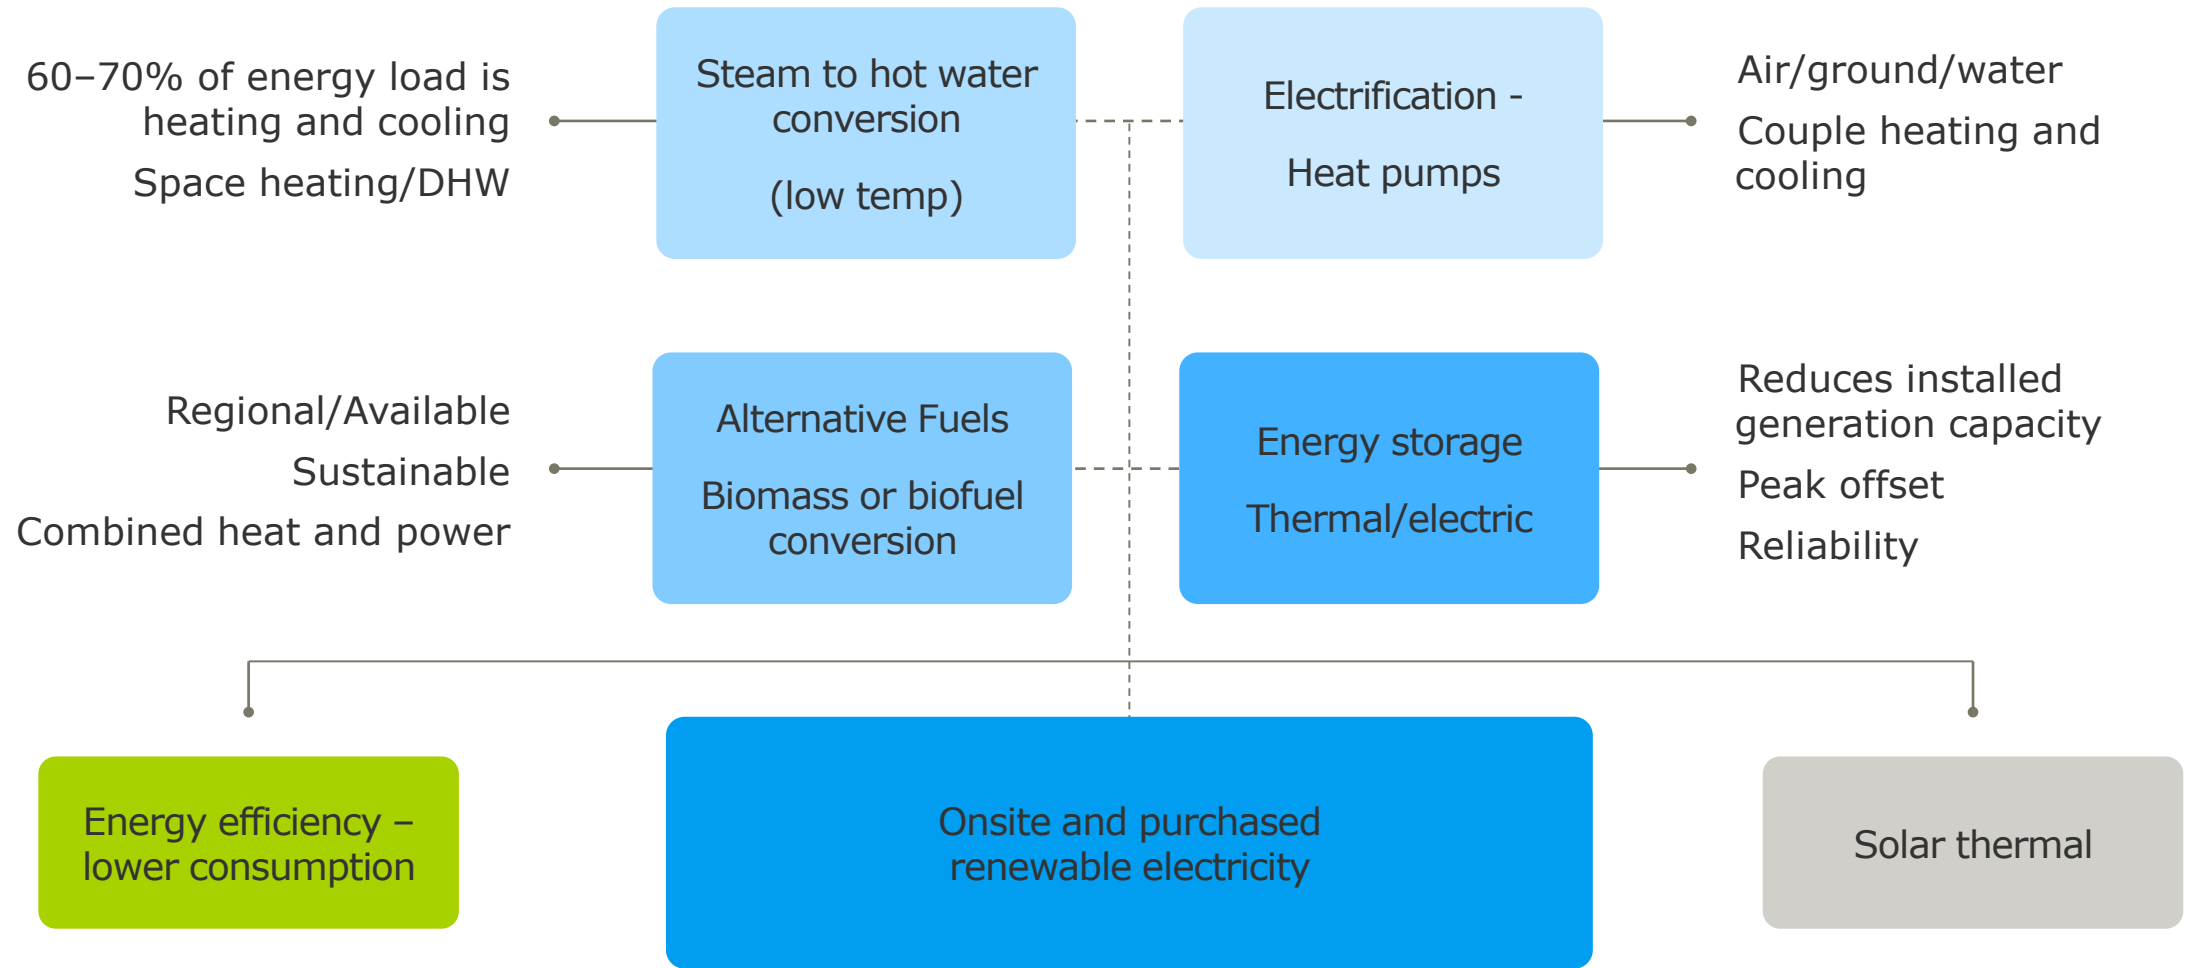 60–70% of energy load is
heating and cooling
Space heating/DHW
Steam to hot water
conversion
(low temp)
Electrification -
Heat pumps
Air/ground/water
Couple heating and
cooling
Regional/Available
Sustainable
Combined heat and power
Alternative Fuels
Biomass or biofuel
conversion
Energy storage
Thermal/electric
Reduces installed
generation capacity
Peak offset
Reliability
Energy efficiency –
lower consumption
Onsite and purchased
renewable electricity
Solar thermal